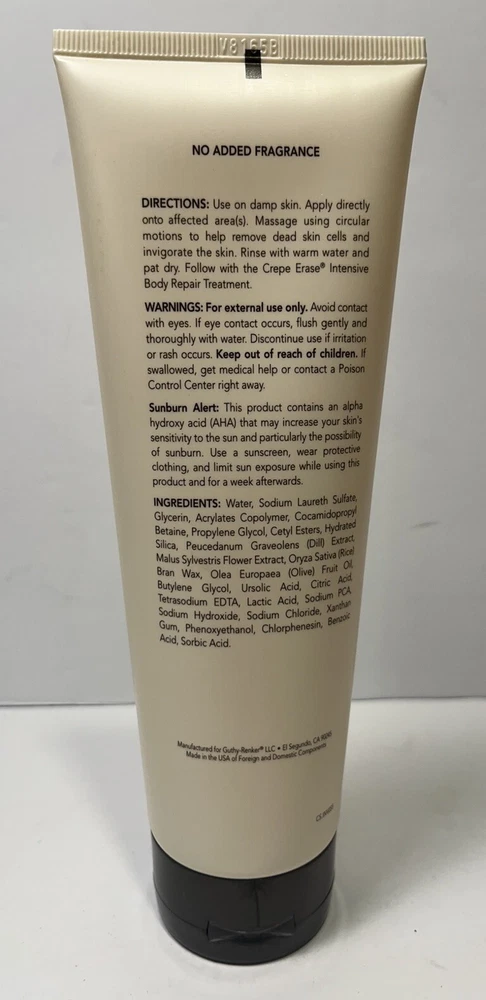 V8165B
NO ADDED FRAGRANCE
DIRECTIONS: Use on damp skin. Apply directly
onto affected area(s). Massage using circular
motions to help remove dead skin cells and
invigorate the skin. Rinse with warm water and
pat dry. Follow with the Crepe Erase® Intensive
Body Repair Treatment.
WARNINGS: For external use only. Avoid contact
with eyes. If eye contact occurs, flush gently and
thoroughly with water. Discontinue use if irritation
or rash occurs. Keep out of reach of children. If
swallowed, get medical help or contact a Poison
Control Center right away.
Sunburn Alert: This product contains an alpha
hydroxy acid (AHA) that may increase your skin's
sensitivity to the sun and particularly the possibility
of sunburn. Use a sunscreen, wear protective
clothing, and limit sun exposure while using this
product and for a week afterwards.
INGREDIENTS: Water, Sodium Laureth Sulfate,
Glycerin, Acrylates Copolymer, Cocamidopropyl
Betaine, Propylene Glycol, Cetyl Esters, Hydrated
Silica, Peucedanum Graveolens (Dill) Extract,
Malus Sylvestris Flower Extract, Oryza Sativa (Rice)
Bran Wax, Olea Europaea (Olive) Fruit Oil,
Butylene Glycol, Ursolic Acid, Citric Acid,
Tetrasodium EDTA, Lactic Acid, Sodium PCA,
Sodium Hydroxide, Sodium Chloride, Xanthan
Gum, Phenoxyethanol, Chlorphenesin, Benzoic
Acid, Sorbic Acid.
Manufactured for Guthy-Renker® LLC • El Segundo, CA
Made in the USA of Foreign and Domestic Components